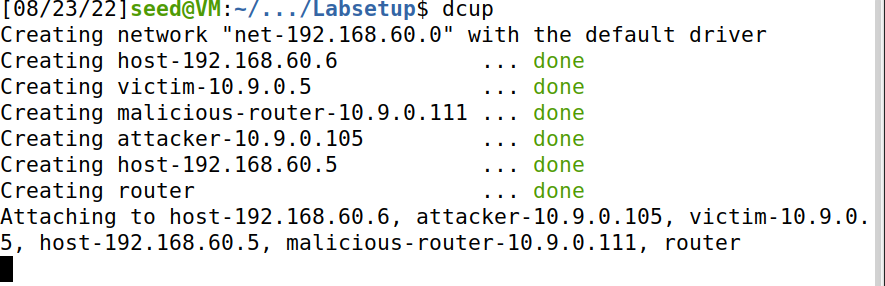 [08/23/22]seed@VM:~/.../Labsetup$ dcup
Creating network "net-192.168.60.0" with the default driver
Creating host-192.168.60.6           ... done
Creating victim-10.9.0.5             ... done
Creating malicious-router-10.9.0.111 ... done
Creating attacker-10.9.0.105         ... done
Creating host-192.168.60.5           ... done
Creating router                      ... done
Attaching to host-192.168.60.6, attacker-10.9.0.105, victim-10.9.0.
5, host-192.168.60.5, malicious-router-10.9.0.111, router